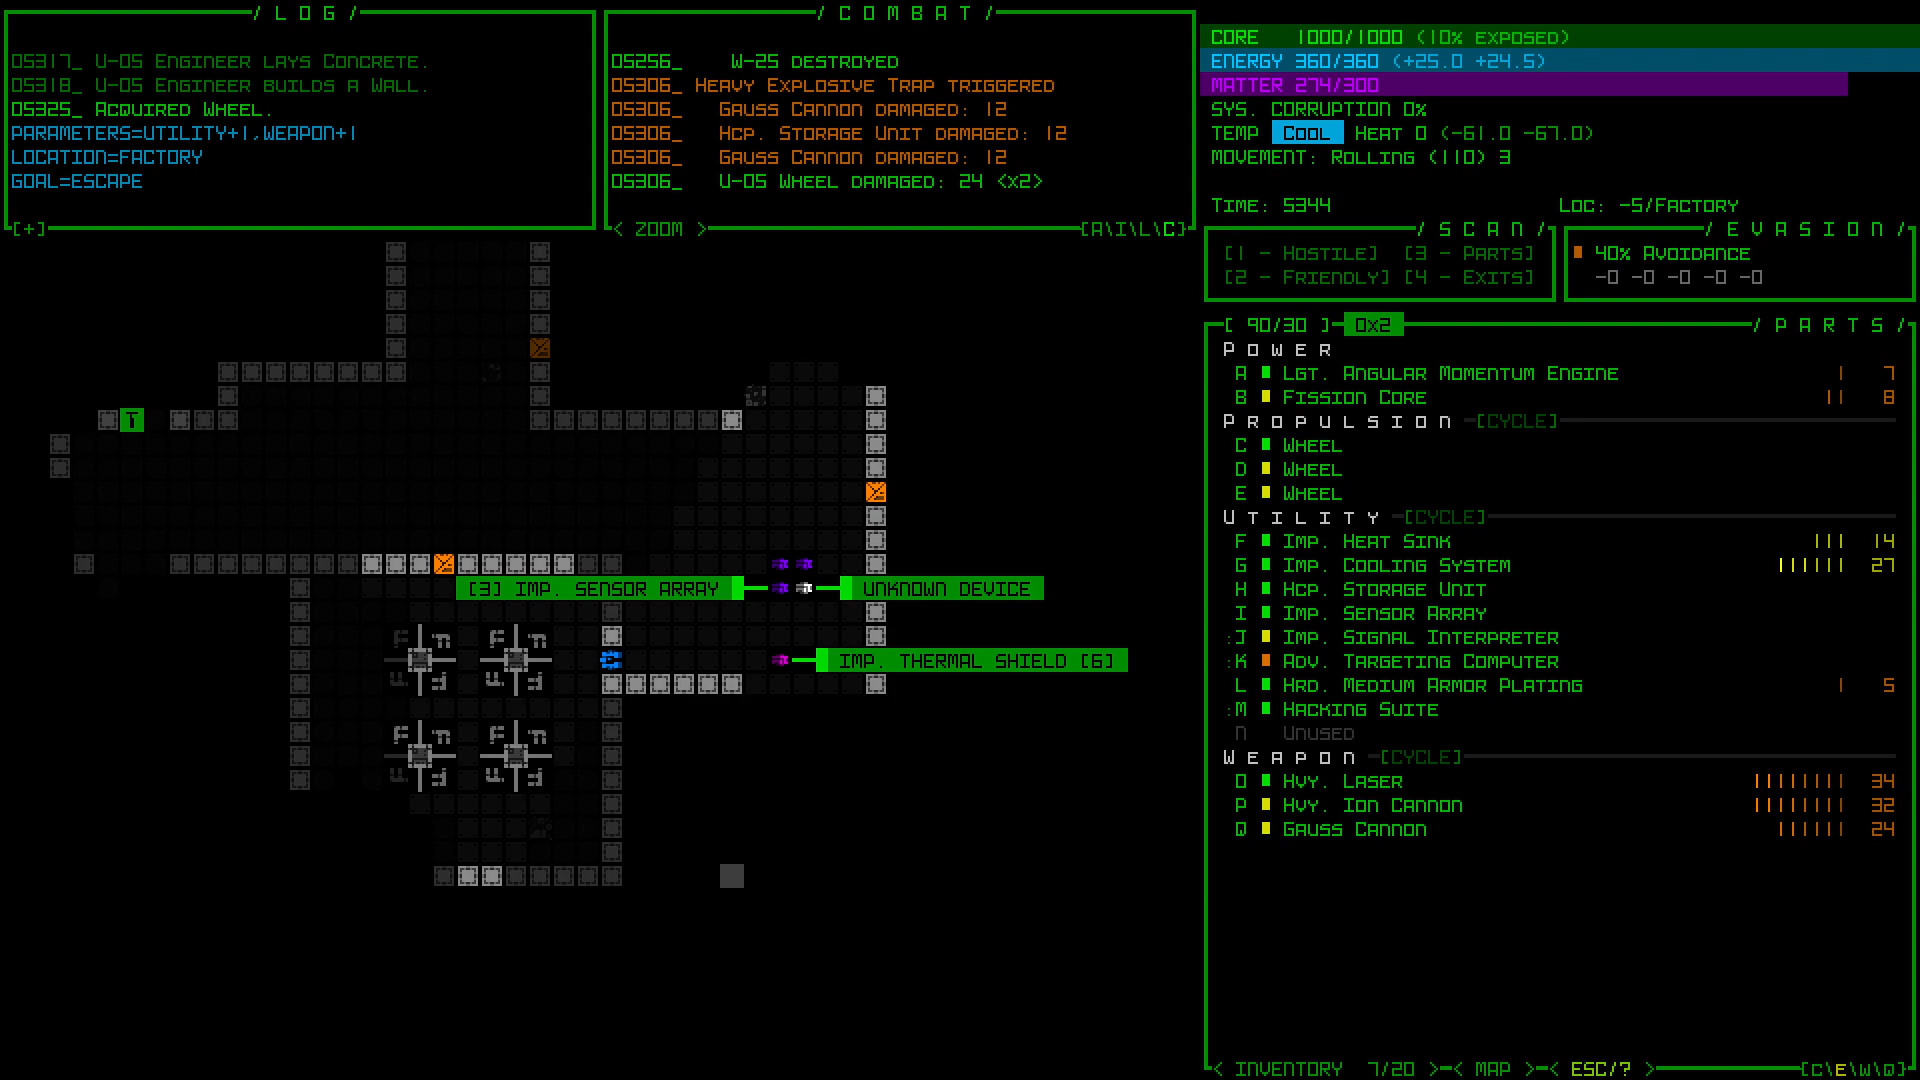 / L O G /
05317_ U-05 Engineer lays Concrete.
05318_ U-05 Engineer builds a Wall.
05325_ Acquired Wheel.
PARAMETERS=UTILITY+1,WEAPON+1
LOCATION=FACTORY
GOAL=ESCAPE
[+]
/ C O M B A T /
05256_ W-25 destroyed
05306_ Heavy Explosive Trap triggered
05306_ Gauss Cannon damaged: 12
05306_ Hcp. Storage Unit damaged: 12
05306_ Gauss Cannon damaged: 12
05306_ U-05 Wheel damaged: 24 <x2>
< ZOOM >
[A\I\L\C]
CORE 1000/1000 (10% exposed)
ENERGY 360/360 (+25.0 +24.5)
MATTER 274/300
SYS. CORRUPTION 0%
TEMP Cool Heat 0 (-61.0 -67.0)
MOVEMENT: Rolling (110) 3
Time: 5344 Loc: -5/Factory
/ S C A N /
[1 - Hostile] [3 - Parts]
[2 - Friendly] [4 - Exits]
/ E V A S I O N /
40% Avoidance
-0 -0 -0 -0 -0
[ 90/30 ] 0x2 / P A R T S /
P O W E R
A Lgt. Angular Momentum Engine 7
B Fission Core 8
P R O P U L S I O N [CYCLE]
C Wheel
D Wheel
E Wheel
U T I L I T Y [CYCLE]
F Imp. Heat Sink 14
G Imp. Cooling System 27
H Hcp. Storage Unit
I Imp. Sensor Array
:J Imp. Signal Interpreter
:K Adv. Targeting Computer
L Hrd. Medium Armor Plating 5
:M Hacking Suite
N Unused
W E A P O N [CYCLE]
O Hvy. Laser 34
P Hvy. Ion Cannon 32
Q Gauss Cannon 24
< INVENTORY 7/20 > < MAP > < ESC/? > [C\E\W\Q]
T
[3] Imp. Sensor Array
Unknown Device
Imp. Thermal Shield [6]